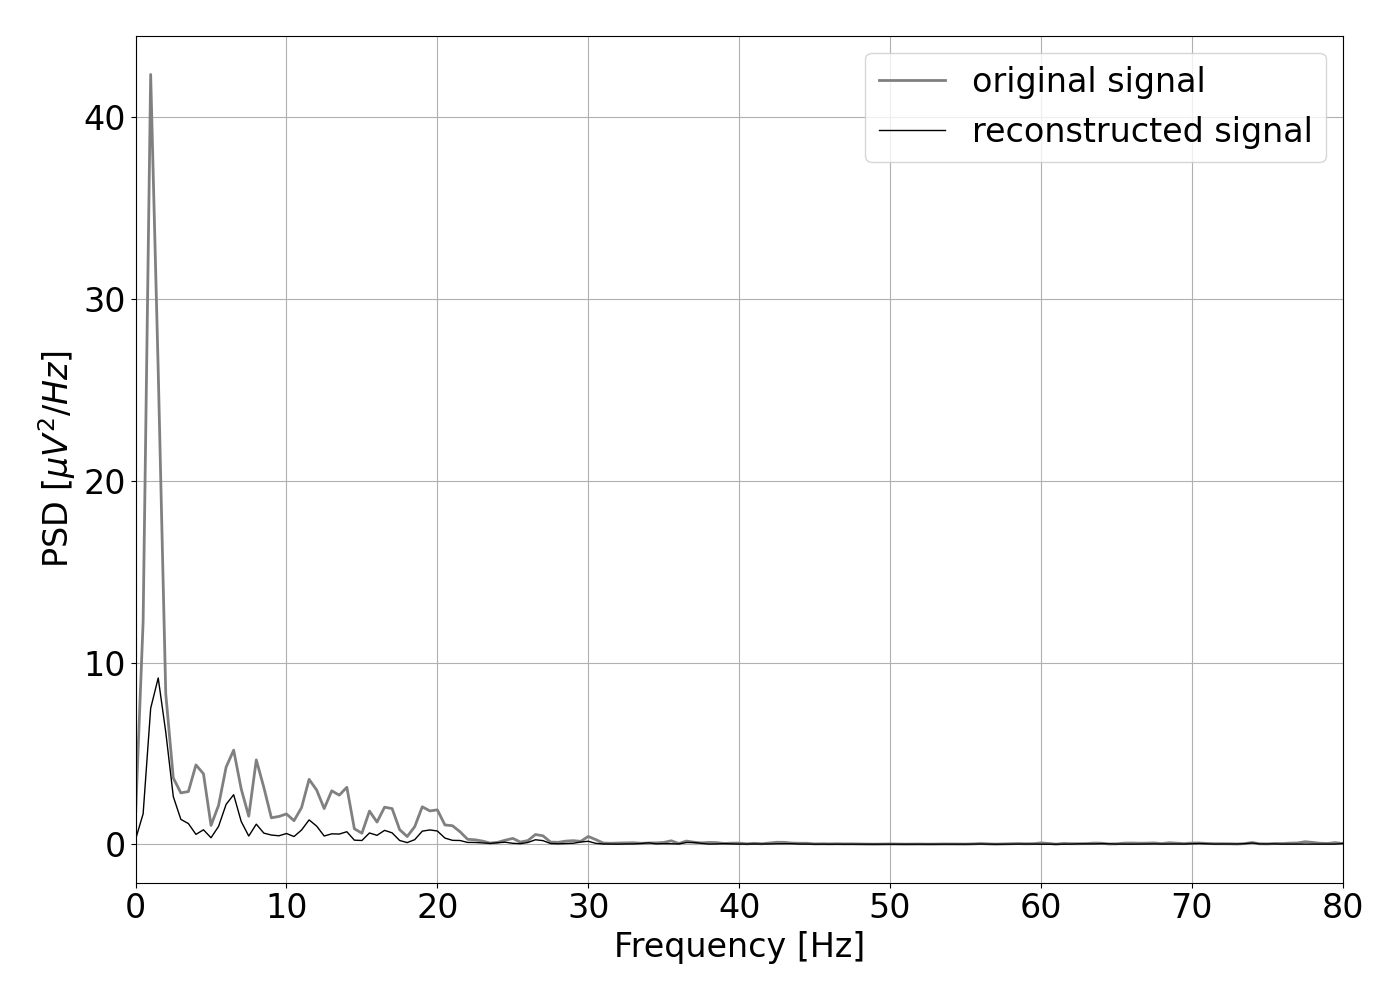 original signal
reconstructed signal
PSD [μV²/Hz]
40
30
20
10
0
0 10 20 30 40 50 60 70 80
Frequency [Hz]